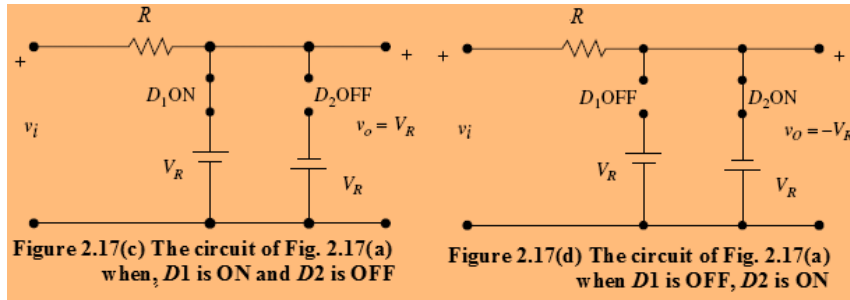 R
+
+
D1ON
D2OFF
vi
vo = VR
VR
VR
Figure 2.17(c) The circuit of Fig. 2.17(a)
when, D1 is ON and D2 is OFF
R
+
+
D1OFF
D2ON
vi
vO = −VR
VR
VR
Figure 2.17(d) The circuit of Fig. 2.17(a)
when D1 is OFF, D2 is ON